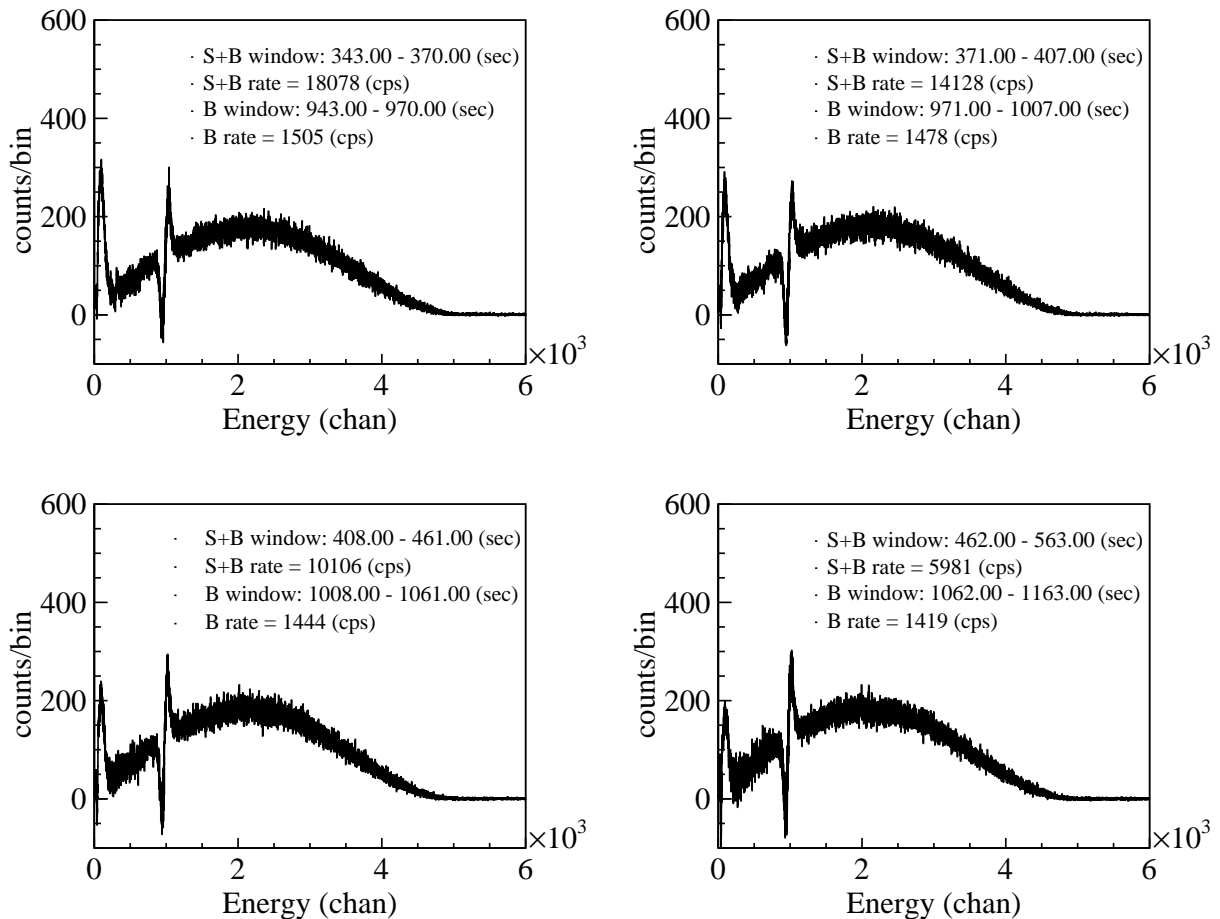 600
400
200
0
counts/bin
· S+B window: 343.00 - 370.00 (sec)
· S+B rate = 18078 (cps)
· B window: 943.00 - 970.00 (sec)
· B rate = 1505 (cps)
0 2 4 6
×10³
Energy (chan)
600
400
200
0
counts/bin
· S+B window: 371.00 - 407.00 (sec)
· S+B rate = 14128 (cps)
· B window: 971.00 - 1007.00 (sec)
· B rate = 1478 (cps)
0 2 4 6
×10³
Energy (chan)
600
400
200
0
counts/bin
· S+B window: 408.00 - 461.00 (sec)
· S+B rate = 10106 (cps)
· B window: 1008.00 - 1061.00 (sec)
· B rate = 1444 (cps)
0 2 4 6
×10³
Energy (chan)
600
400
200
0
counts/bin
· S+B window: 462.00 - 563.00 (sec)
· S+B rate = 5981 (cps)
· B window: 1062.00 - 1163.00 (sec)
· B rate = 1419 (cps)
0 2 4 6
×10³
Energy (chan)